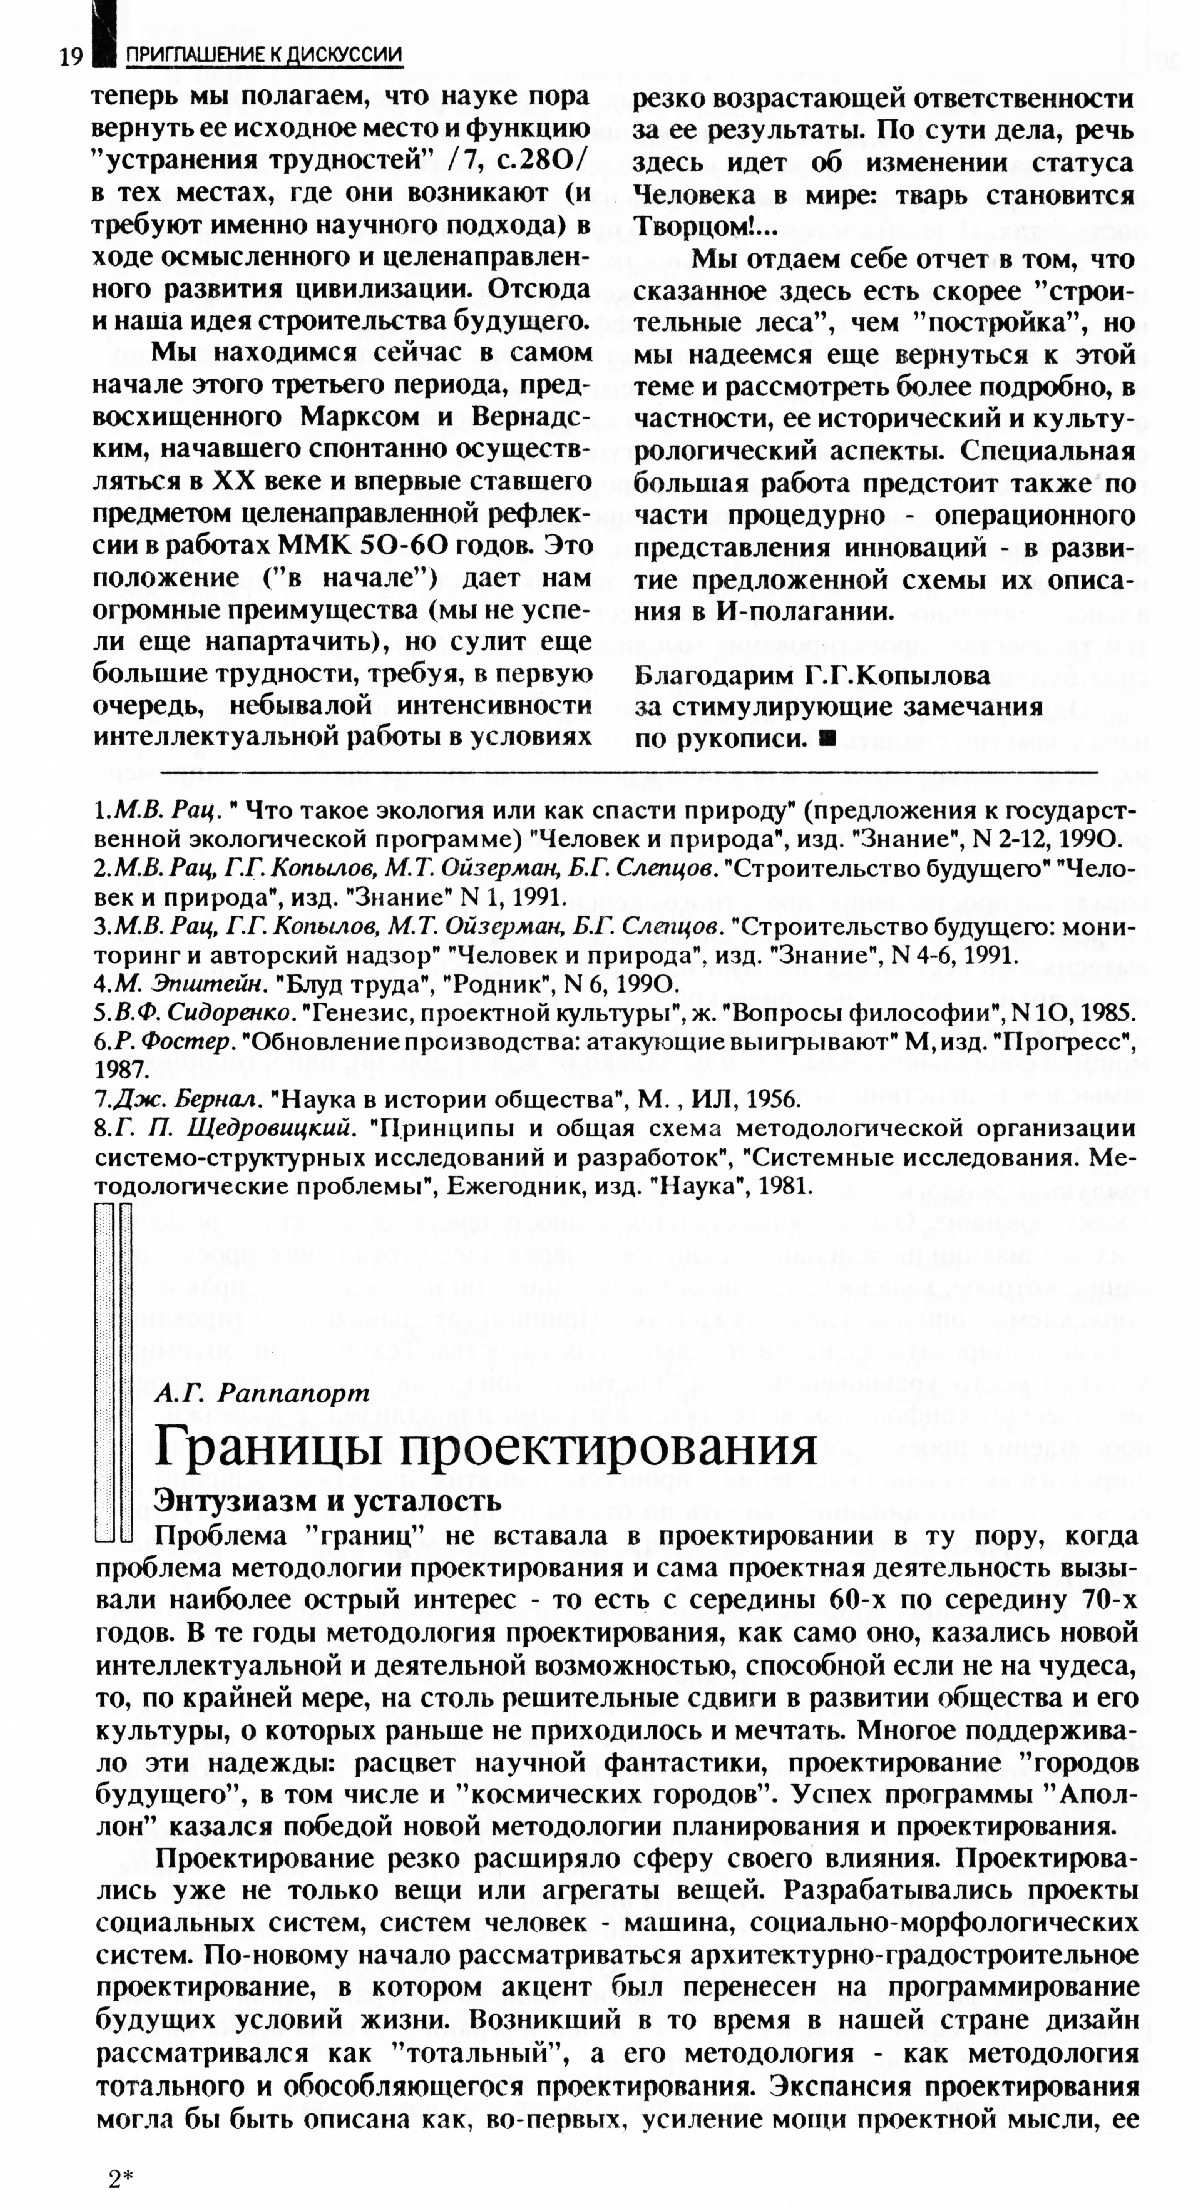 19 ПРИГЛАШЕНИЕ К ДИСКУССИИ
теперь мы полагаем, что науке пора
вернуть ее исходное место и функцию
"устранения трудностей" /7, с.28О/
в тех местах, где они возникают (и
требуют именно научного подхода) в
ходе осмысленного и целенаправлен-
ного развития цивилизации. Отсюда
и наша идея строительства будущего.
Мы находимся сейчас в самом
начале этого третьего периода, пред-
восхищенного Марксом и Вернадс-
ким, начавшего спонтанно осуществ-
ляться в XX веке и впервые ставшего
предметом целенаправленной рефлек-
сии в работах ММК 5О-6О годов. Это
положение ("в начале") дает нам
огромные преимущества (мы не успе-
ли еще напартачить), но сулит еще
большие трудности, требуя, в первую
очередь, небывалой интенсивности
интеллектуальной работы в условиях
резко возрастающей ответственности
за ее результаты. По сути дела, речь
здесь идет об изменении статуса
Человека в мире: тварь становится
Творцом!...
Мы отдаем себе отчет в том, что
сказанное здесь есть скорее "строи-
тельные леса", чем "постройка", но
мы надеемся еще вернуться к этой
теме и рассмотреть более подробно, в
частности, ее исторический и культу-
рологический аспекты. Специальная
большая работа предстоит также по
части процедурно - операционного
представления инноваций - в разви-
тие предложенной схемы их описа-
ния в И-полагании.
Благодарим Г.Г.Копылова
за стимулирующие замечания
по рукописи. ■
1.М.В. Рац. " Что такое экология или как спасти природу" (предложения к государст-
венной экологической программе) "Человек и природа", изд. "Знание", N 2-12, 199О.
2.М.В. Рац, Г.Г. Копылов, М.Т. Ойзерман, Б.Г. Слепцов. "Строительство будущего" "Чело-
век и природа", изд. "Знание" N 1, 1991.
3.М.В. Рац, Г.Г. Копылов, М.Т. Ойзерман, Б.Г. Слепцов. "Строительство будущего: мони-
торинг и авторский надзор" "Человек и природа", изд. "Знание", N 4-6, 1991.
4.М. Эпштейн. "Блуд труда", "Родник", N 6, 199О.
5.В.Ф. Сидоренко. "Генезис, проектной культуры", ж. "Вопросы философии", N 1О, 1985.
6.Р. Фостер. "Обновление производства: атакующие выигрывают" М, изд. "Прогресс",
1987.
7.Дж. Бернал. "Наука в истории общества", М. , ИЛ, 1956.
8.Г. П. Щедровицкий. "Принципы и общая схема методологической организации
системо-структурных исследований и разработок", "Системные исследования. Ме-
тодологические проблемы", Ежегодник, изд. "Наука", 1981.
А.Г. Раппапорт
Границы проектирования
Энтузиазм и усталость
Проблема "границ" не вставала в проектировании в ту пору, когда
проблема методологии проектирования и сама проектная деятельность вызы-
вали наиболее острый интерес - то есть с середины 60-х по середину 70-х
годов. В те годы методология проектирования, как само оно, казались новой
интеллектуальной и деятельной возможностью, способной если не на чудеса,
то, по крайней мере, на столь решительные сдвиги в развитии общества и его
культуры, о которых раньше не приходилось и мечтать. Многое поддержива-
ло эти надежды: расцвет научной фантастики, проектирование "городов
будущего", в том числе и "космических городов". Успех программы "Апол-
лон" казался победой новой методологии планирования и проектирования.
Проектирование резко расширяло сферу своего влияния. Проектирова-
лись уже не только вещи или агрегаты вещей. Разрабатывались проекты
социальных систем, систем человек - машина, социально-морфологических
систем. По-новому начало рассматриваться архитектурно-градостроительное
проектирование, в котором акцент был перенесен на программирование
будущих условий жизни. Возникший в то время в нашей стране дизайн
рассматривался как "тотальный", а его методология - как методология
тотального и обособляющегося проектирования. Экспансия проектирования
могла бы быть описана как, во-первых, усиление мощи проектной мысли, ее
2*